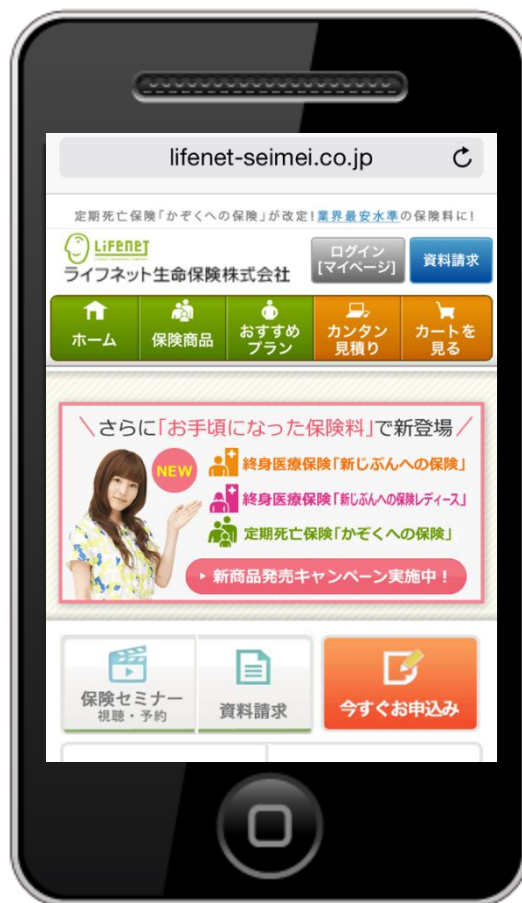 lifenet-seimei.co.jp
定期死亡保険「かぞくへの保険」が改定!業界最安水準の保険料に!
LIFENET
ライフネット生命保険株式会社
ログイン
[マイページ]
資料請求
ホーム
保険商品
おすすめ
プラン
カンタン
見積り
カートを
見る
\さらに「お手頃になった保険料」で新登場/
NEW
終身医療保険「新じぶんへの保険」
終身医療保険「新じぶんへの保険レディース」
定期死亡保険「かぞくへの保険」
新商品発売キャンペーン実施中!
保険セミナー
視聴・予約
資料請求
今すぐお申込み